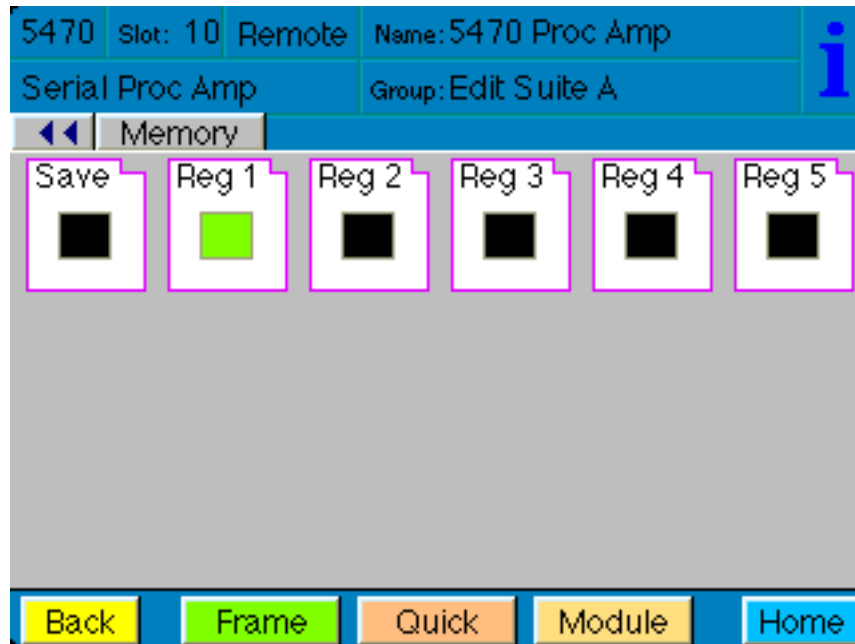 5470 Slot: 10 Remote Name: 5470 Proc Amp
Serial Proc Amp Group: Edit Suite A
i
Memory
Save Reg 1 Reg 2 Reg 3 Reg 4 Reg 5
Back Frame Quick Module Home